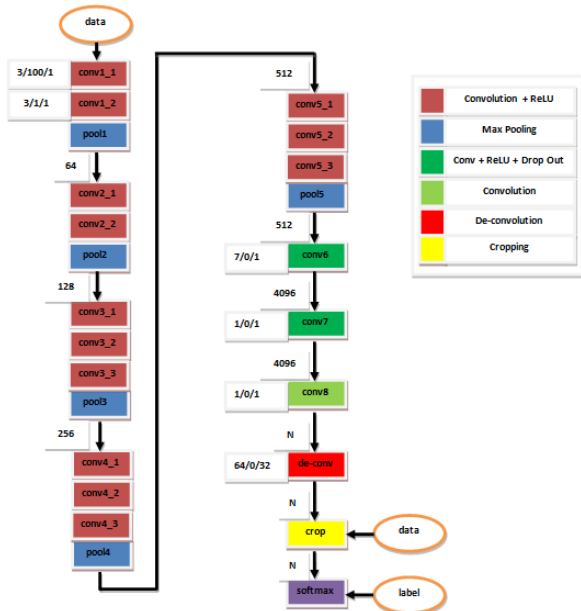 data
3/100/1
conv1_1
3/1/1
conv1_2
pool1
64
conv2_1
conv2_2
pool2
128
conv3_1
conv3_2
conv3_3
pool3
256
conv4_1
conv4_2
conv4_3
pool4
512
conv5_1
conv5_2
conv5_3
pool5
512
7/0/1
conv6
4096
1/0/1
conv7
4096
1/0/1
conv8
N
64/0/32
de-conv
N
crop
data
N
softmax
label
Convolution + ReLU
Max Pooling
Conv + ReLU + Drop Out
Convolution
De-convolution
Cropping